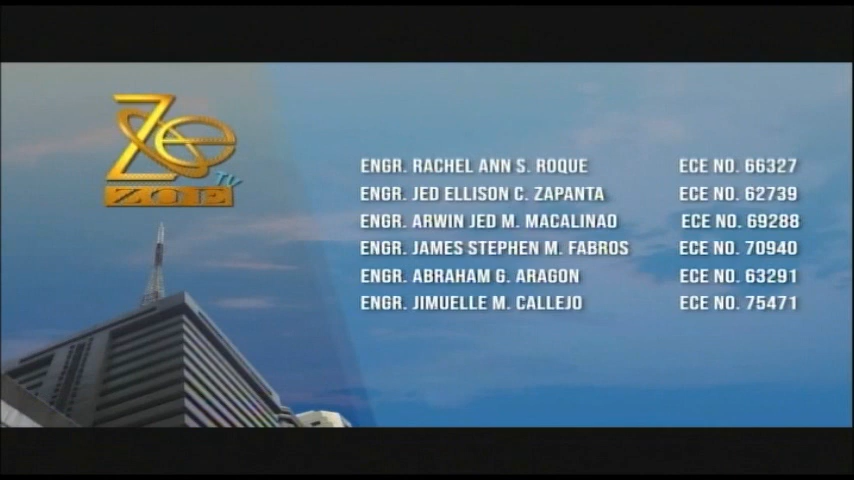 Zoe TV
ZOE
ENGR. RACHEL ANN S. ROQUE ECE NO. 66327
ENGR. JED ELLISON C. ZAPANTA ECE NO. 62739
ENGR. ARWIN JED M. MACALINAO ECE NO. 69288
ENGR. JAMES STEPHEN M. FABROS ECE NO. 70940
ENGR. ABRAHAM G. ARAGON ECE NO. 63291
ENGR. JIMUELLE M. CALLEJO ECE NO. 75471